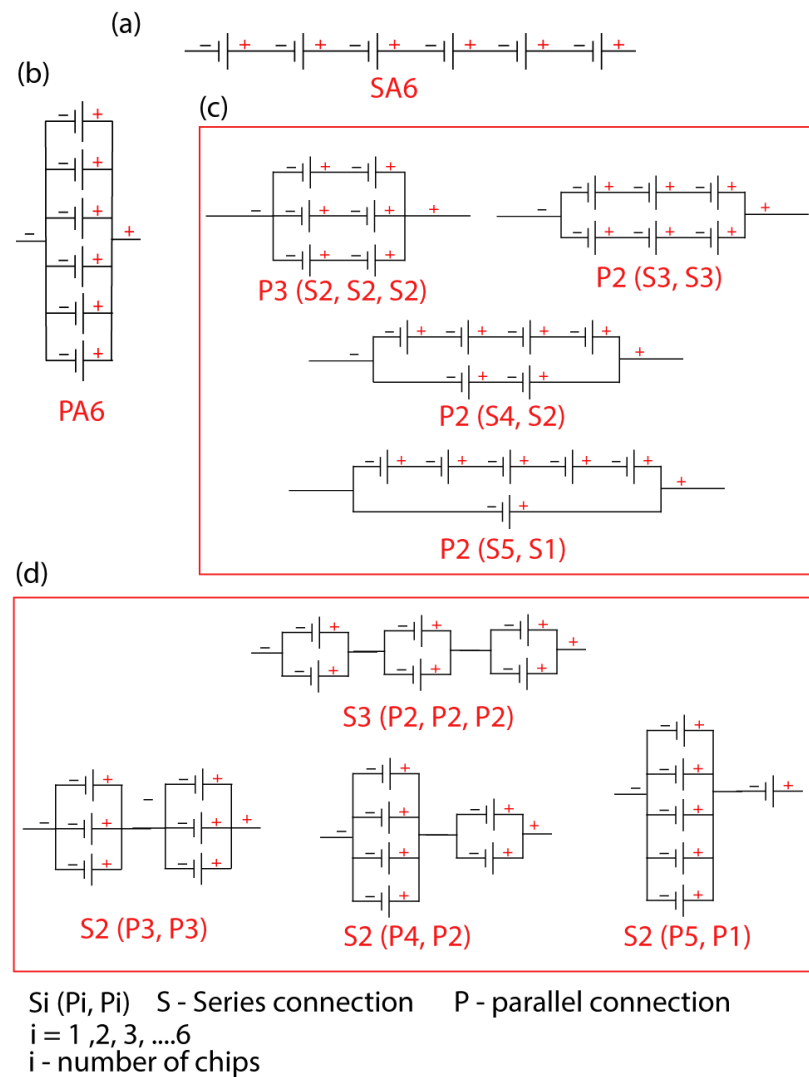 (a)
− + − + − + − + − + − +
SA6
(b)
− +
− +
− +
− +
− +
− +
− +
PA6
(c)
− + − +
− − + − + +
− + − +
P3 (S2, S2, S2)
− + − + − +
− +
− + − + − +
P2 (S3, S3)
− + − + − + − +
− +
− + − +
P2 (S4, S2)
− + − + − + − + − +
− +
− +
P2 (S5, S1)
(d)
− + − + − +
− +
− + − + − +
S3 (P2, P2, P2)
− + − − +
− − + − + +
− + − +
S2 (P3, P3)
− +
− + − +
− +
− + − +
− +
S2 (P4, P2)
− +
− +
− − +
− +
− +
− +
− +
S2 (P5, P1)
Si (Pi, Pi) S - Series connection P - parallel connection
i = 1 ,2, 3, ....6
i - number of chips